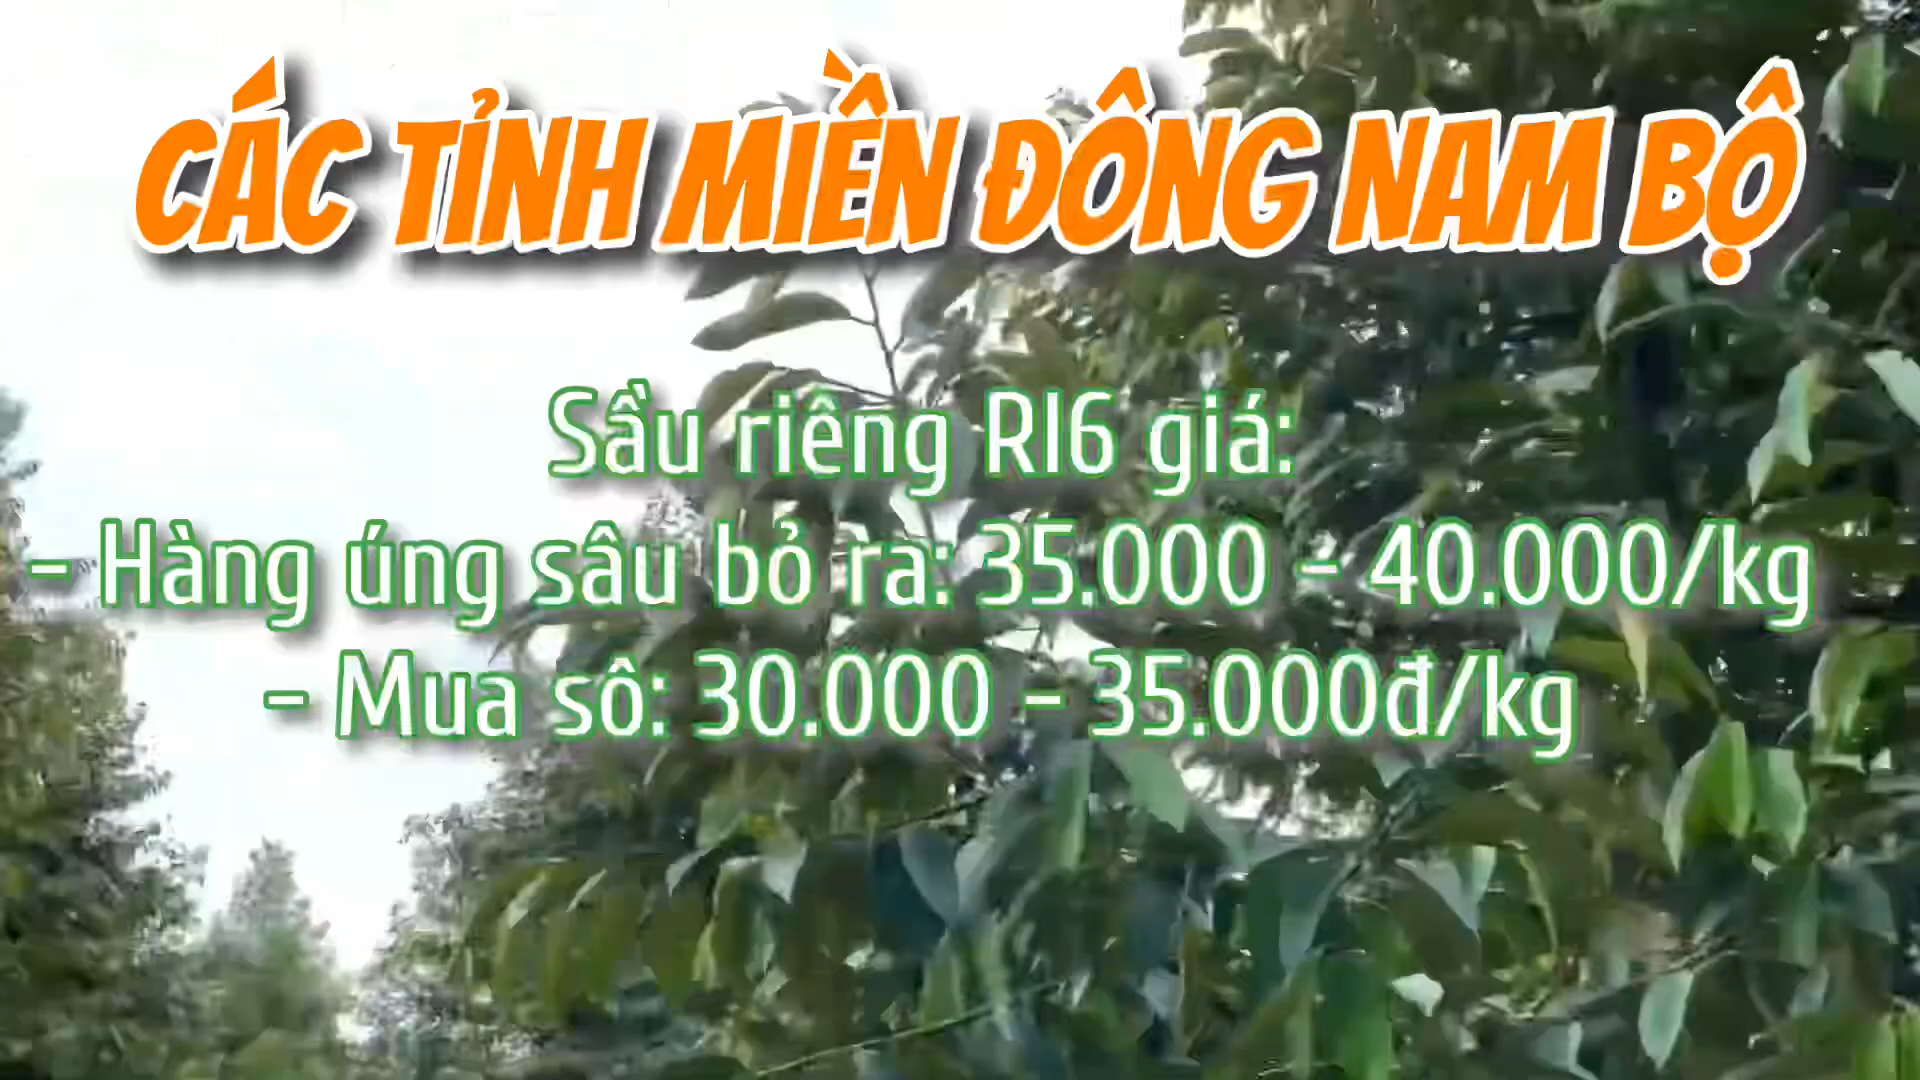 CÁC TỈNH MIỀN ĐÔNG NAM BỘ
Sầu riêng RI6 giá:
- Hàng úng sâu bỏ ra: 35.000 - 40.000/kg
- Mua sô: 30.000 - 35.000đ/kg